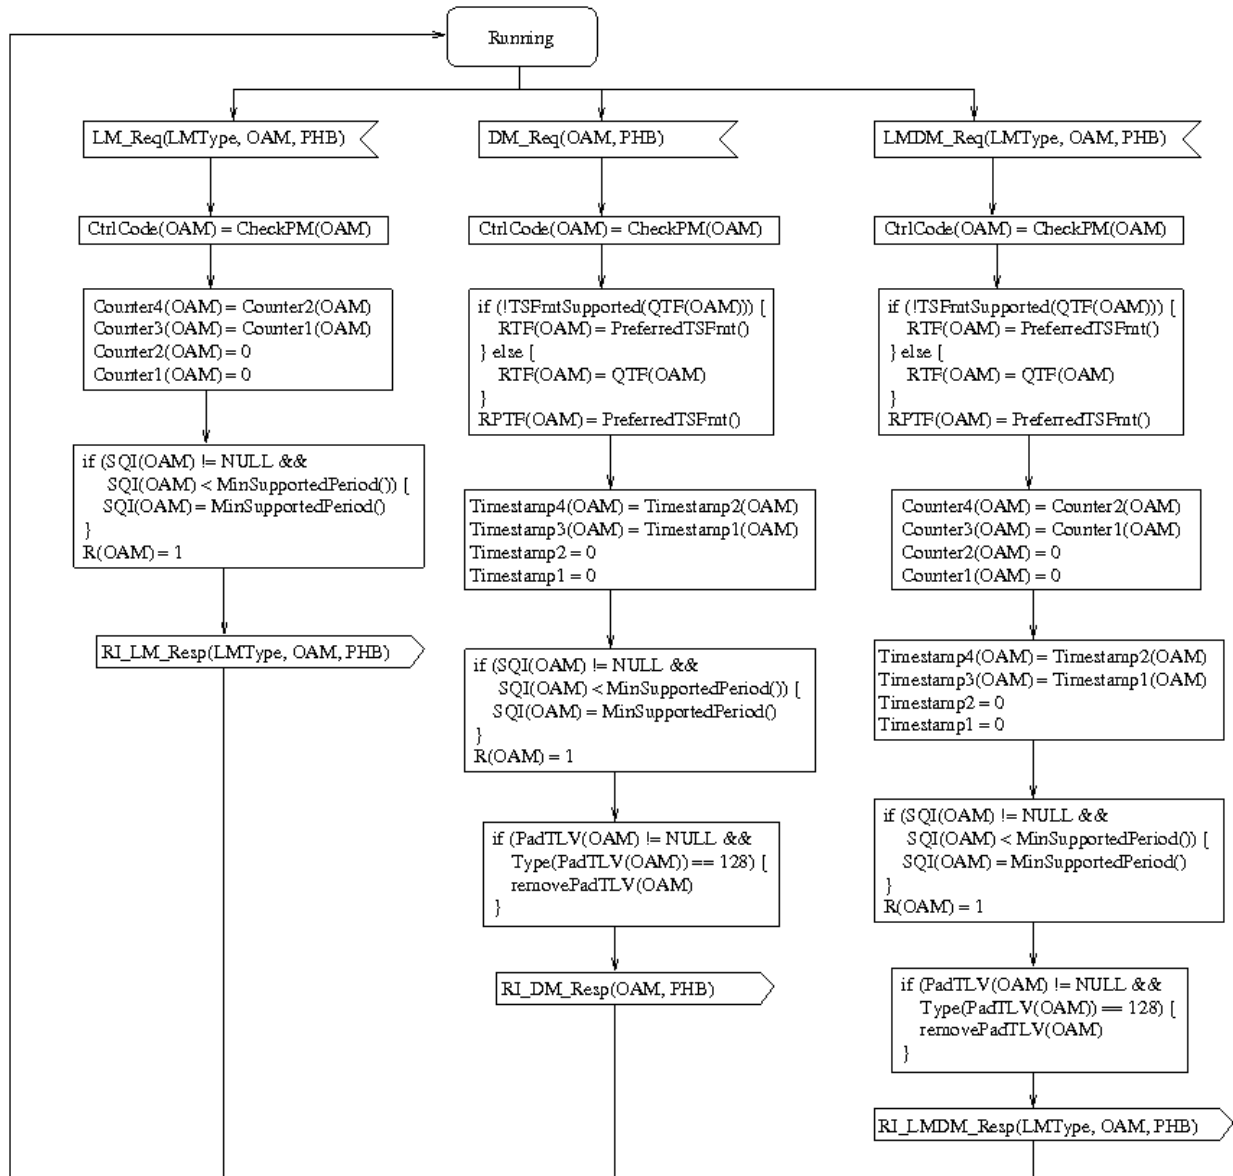 Running
LM_Req(LMType, OAM, PHB)
CtrlCode(OAM) = CheckPM(OAM)
Counter4(OAM) = Counter2(OAM)
Counter3(OAM) = Counter1(OAM)
Counter2(OAM) = 0
Counter1(OAM) = 0
if (SQI(OAM) != NULL &&
SQI(OAM) < MinSupportedPeriod()) {
SQI(OAM) = MinSupportedPeriod()
}
R(OAM) = 1
RI_LM_Resp(LMType, OAM, PHB)
DM_Req(OAM, PHB)
CtrlCode(OAM) = CheckPM(OAM)
if (!TSFmtSupported(QTF(OAM))) {
RTF(OAM) = PreferredTSFmt()
} else {
RTF(OAM) = QTF(OAM)
}
RPTF(OAM) = PreferredTSFmt()
Timestamp4(OAM) = Timestamp2(OAM)
Timestamp3(OAM) = Timestamp1(OAM)
Timestamp2 = 0
Timestamp1 = 0
if (SQI(OAM) != NULL &&
SQI(OAM) < MinSupportedPeriod()) {
SQI(OAM) = MinSupportedPeriod()
}
R(OAM) = 1
if (PadTLV(OAM) != NULL &&
Type(PadTLV(OAM)) == 128) {
removePadTLV(OAM)
}
RI_DM_Resp(OAM, PHB)
LMDM_Req(LMType, OAM, PHB)
CtrlCode(OAM) = CheckPM(OAM)
if (!TSFmtSupported(QTF(OAM))) {
RTF(OAM) = PreferredTSFmt()
} else {
RTF(OAM) = QTF(OAM)
}
RPTF(OAM) = PreferredTSFmt()
Counter4(OAM) = Counter2(OAM)
Counter3(OAM) = Counter1(OAM)
Counter2(OAM) = 0
Counter1(OAM) = 0
Timestamp4(OAM) = Timestamp2(OAM)
Timestamp3(OAM) = Timestamp1(OAM)
Timestamp2 = 0
Timestamp1 = 0
if (SQI(OAM) != NULL &&
SQI(OAM) < MinSupportedPeriod()) {
SQI(OAM) = MinSupportedPeriod()
}
R(OAM) = 1
if (PadTLV(OAM) != NULL &&
Type(PadTLV(OAM)) == 128) {
removePadTLV(OAM)
}
RI_LMDM_Resp(LMType, OAM, PHB)